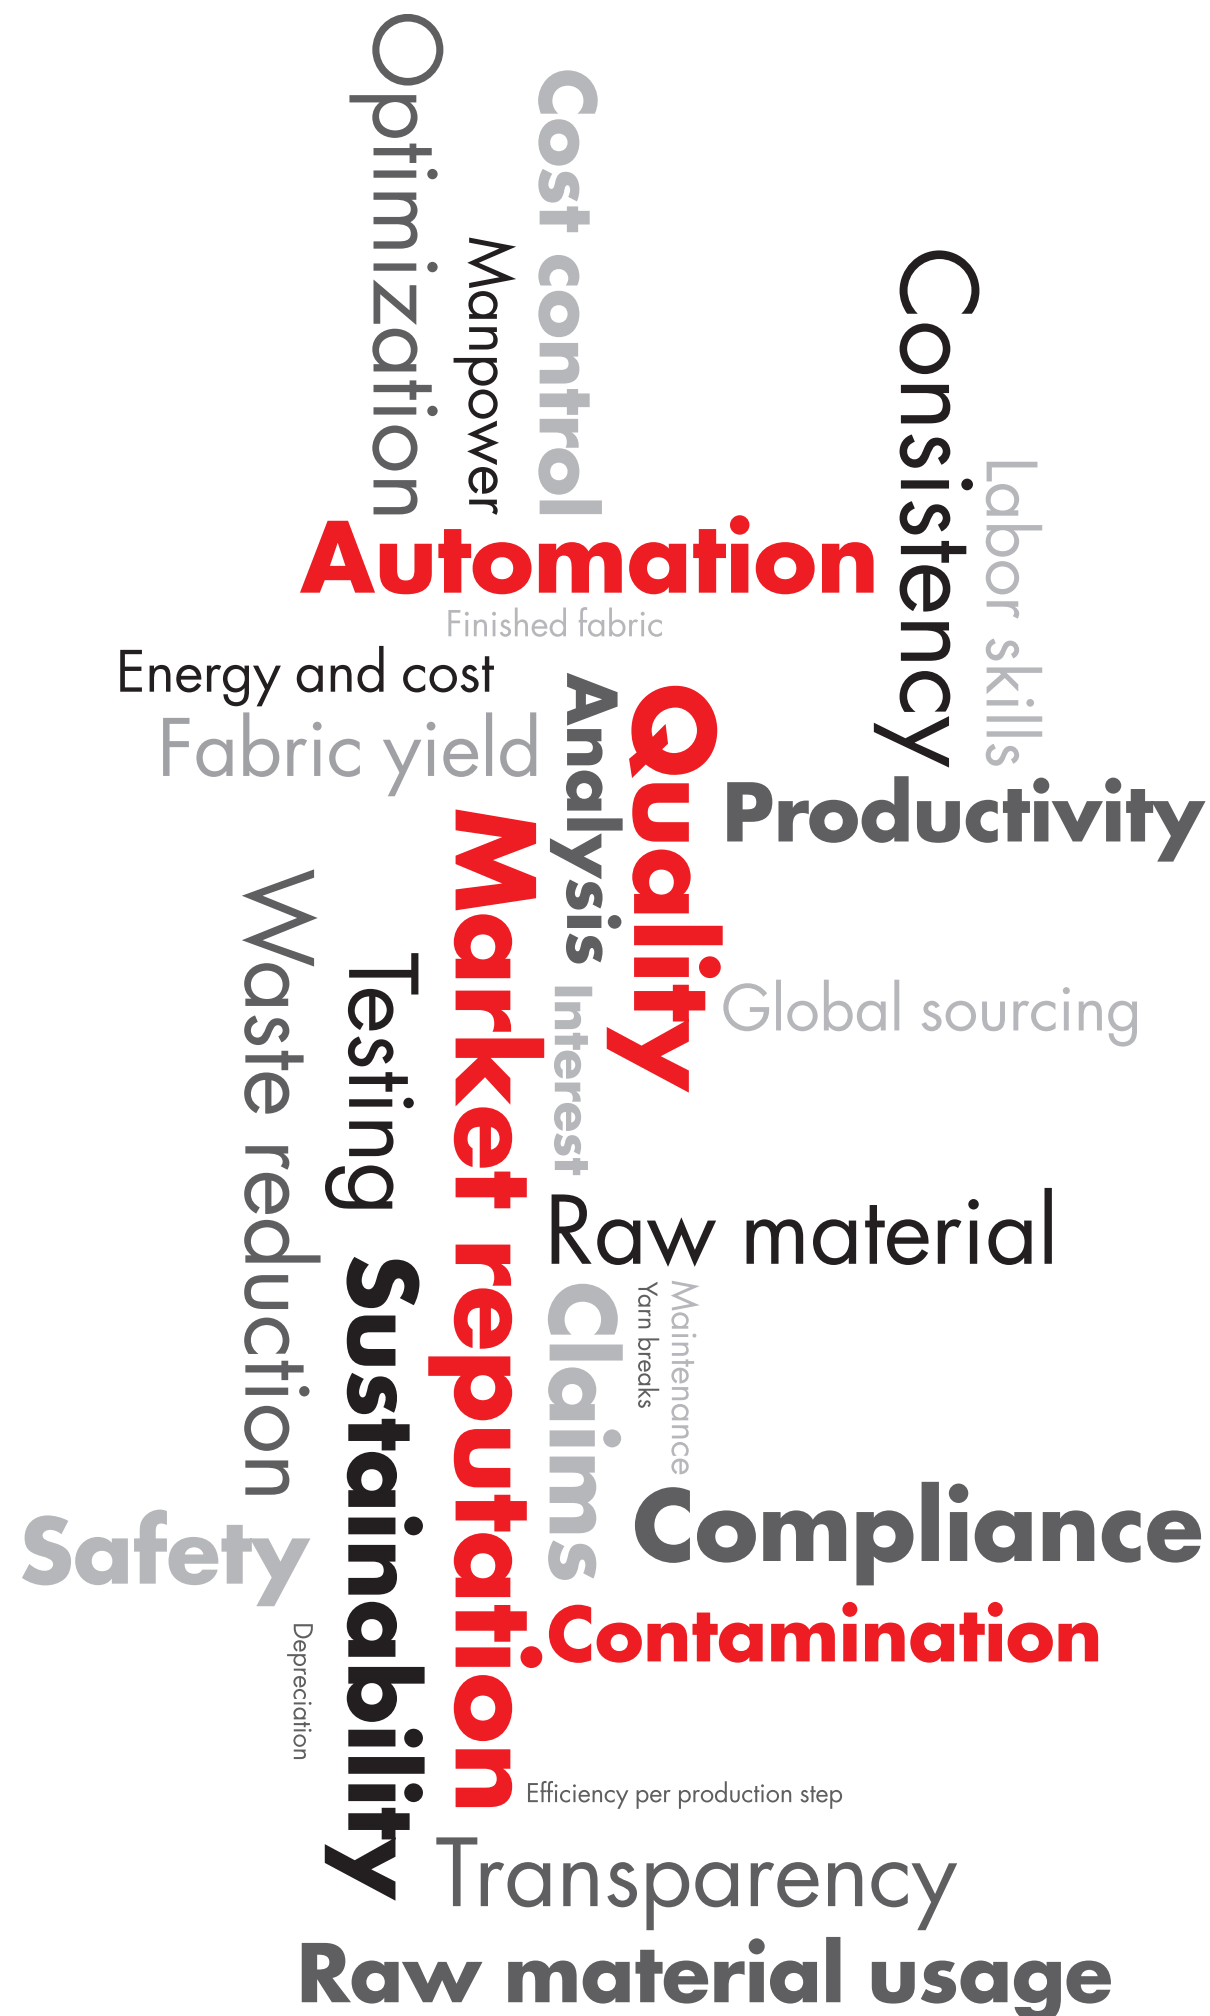 Optimization
Manpower
Cost control
Consistency
Labor skills
Automation
Finished fabric
Energy and cost
Fabric yield
Analysis
Quality
Productivity
Market reputation
Waste reduction
Testing
Interest
Global sourcing
Raw material
Sustainability
Claims
Yarn breaks
Maintenance
Compliance
Safety
Contamination
Depreciation
Efficiency per production step
Transparency
Raw material usage